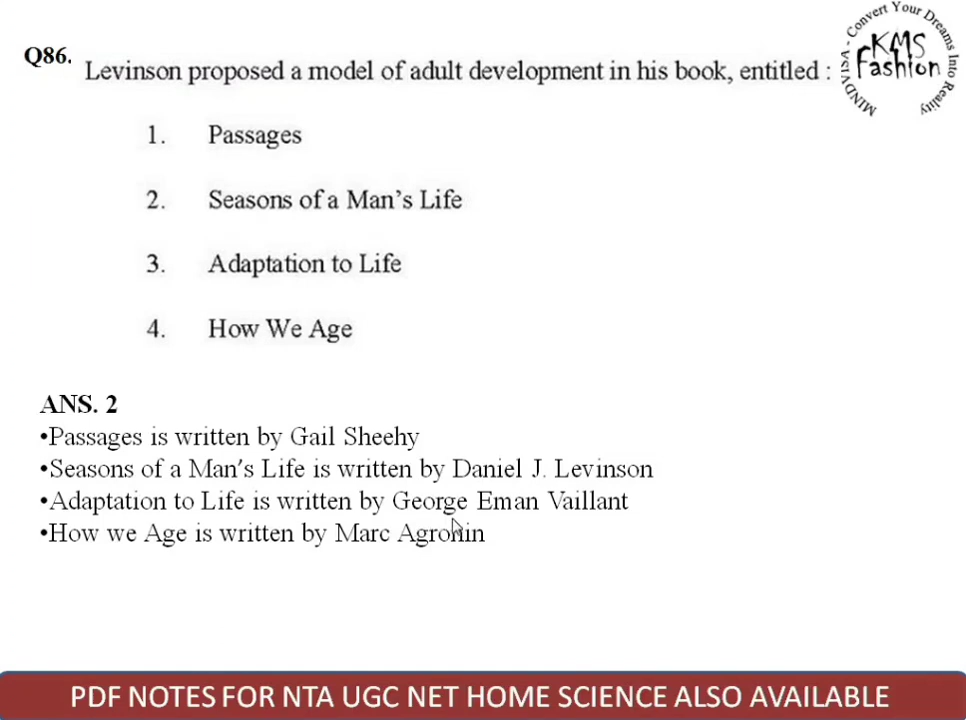 MINDVISA - Convert Your Dreams Into Reality
KMS
Fashion
Q86.
Levinson proposed a model of adult development in his book, entitled :
1. Passages
2. Seasons of a Man's Life
3. Adaptation to Life
4. How We Age
ANS. 2
•Passages is written by Gail Sheehy
•Seasons of a Man's Life is written by Daniel J. Levinson
•Adaptation to Life is written by George Eman Vaillant
•How we Age is written by Marc Agronin
PDF NOTES FOR NTA UGC NET HOME SCIENCE ALSO AVAILABLE